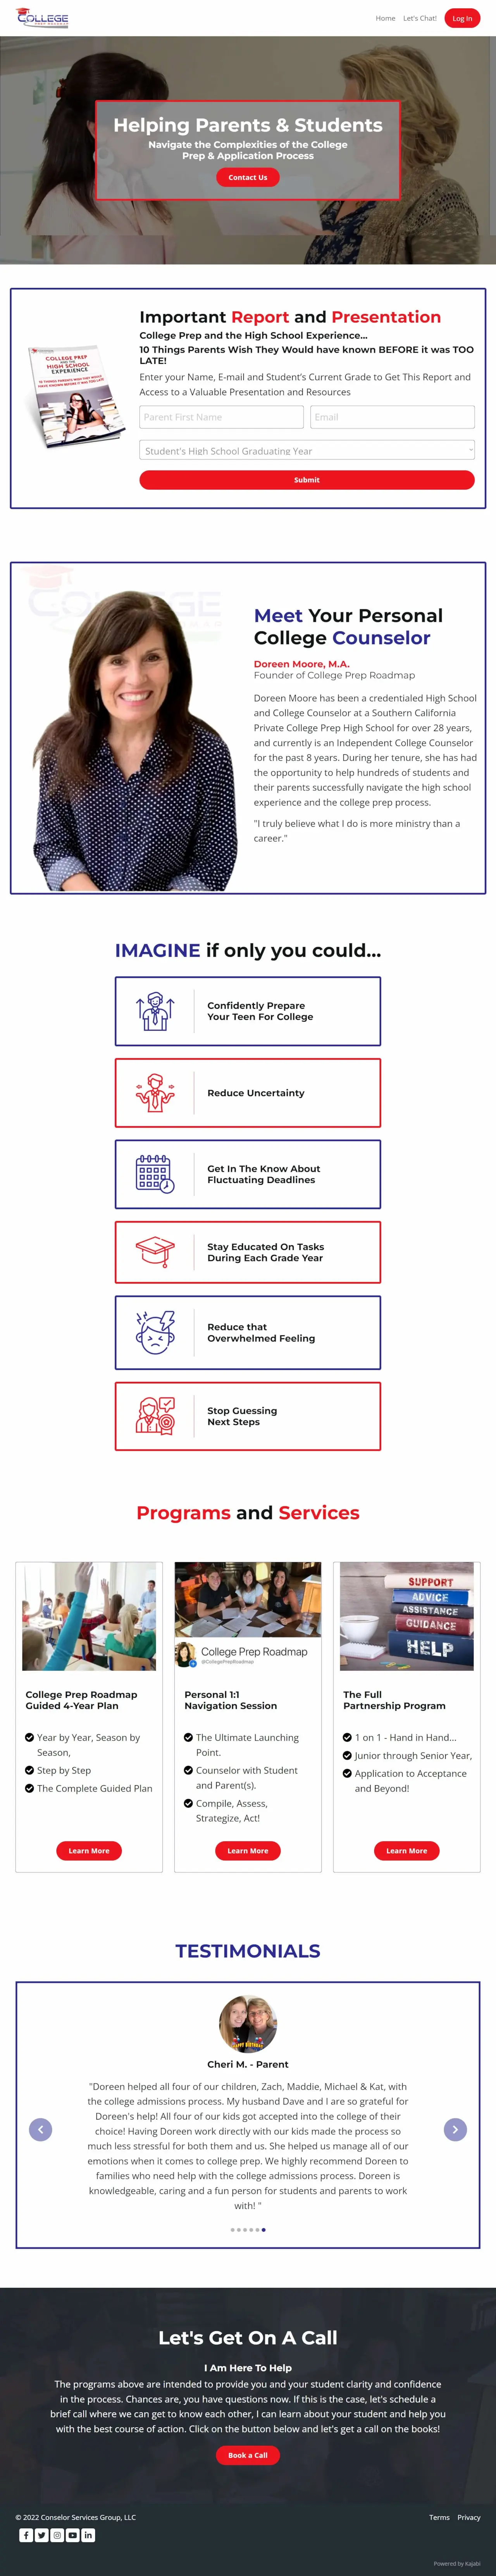 COLLEGE
Home
Let's Chat!
Log In
Helping Parents & Students
Navigate the Complexities of the College
Prep & Application Process
Contact Us
Important Report and Presentation
College Prep and the High School Experience...
10 Things Parents Wish They Would have known BEFORE it was TOO
LATE!
Enter your Name, E-mail and Student's Current Grade to Get This Report and
Access to a Valuable Presentation and Resources
COLLEGE PREP
AND THE
HIGH SCHOOL
EXPERIENCE
Parent First Name
Email
Student's High School Graduating Year
Submit
Meet Your Personal
College Counselor
Doreen Moore, M.A.
Founder of College Prep Roadmap
Doreen Moore has been a credentialed High School
and College Counselor at a Southern California
Private College Prep High School for over 28 years,
and currently is an Independent College Counselor
for the past 8 years. During her tenure, she has had
the opportunity to help hundreds of students and
their parents successfully navigate the high school
experience and the college prep process.
"I truly believe what I do is more ministry than a
career."
IMAGINE if only you could...
Confidently Prepare
Your Teen For College
Reduce Uncertainty
Get In The Know About
Fluctuating Deadlines
Stay Educated On Tasks
During Each Grade Year
Reduce that
Overwhelmed Feeling
Stop Guessing
Next Steps
Programs and Services
College Prep Roadmap
Guided 4-Year Plan
Year by Year, Season by
Season,
Step by Step
The Complete Guided Plan
Learn More
College Prep Roadmap
@CollegePrepRoadmap
Personal 1:1
Navigation Session
The Ultimate Launching
Point.
Counselor with Student
and Parent(s).
Compile, Assess,
Strategize, Act!
Learn More
SUPPORT
ADVICE
ASSISTANCE
GUIDANCE
HELP
The Full
Partnership Program
1 on 1 - Hand in Hand...
Junior through Senior Year,
Application to Acceptance
and Beyond!
Learn More
TESTIMONIALS
Cheri M. - Parent
"Doreen helped all four of our children, Zach, Maddie, Michael & Kat, with
the college admissions process. My husband Dave and I are so grateful for
Doreen's help! All four of our kids got accepted into the college of their
choice! Having Doreen work directly with our kids made the process so
much less stressful for both them and us. She helped us manage all of our
emotions when it comes to college prep. We highly recommend Doreen to
families who need help with the college admissions process. Doreen is
knowledgeable, caring and a fun person for students and parents to work
with! "
Let's Get On A Call
I Am Here To Help
The programs above are intended to provide you and your student clarity and confidence
in the process. Chances are, you have questions now. If this is the case, let's schedule a
brief call where we can get to know each other, I can learn about your student and help you
with the best course of action. Click on the button below and let's get a call on the books!
Book a Call
© 2022 Conselor Services Group, LLC
Terms
Privacy
Powered by Kajabi